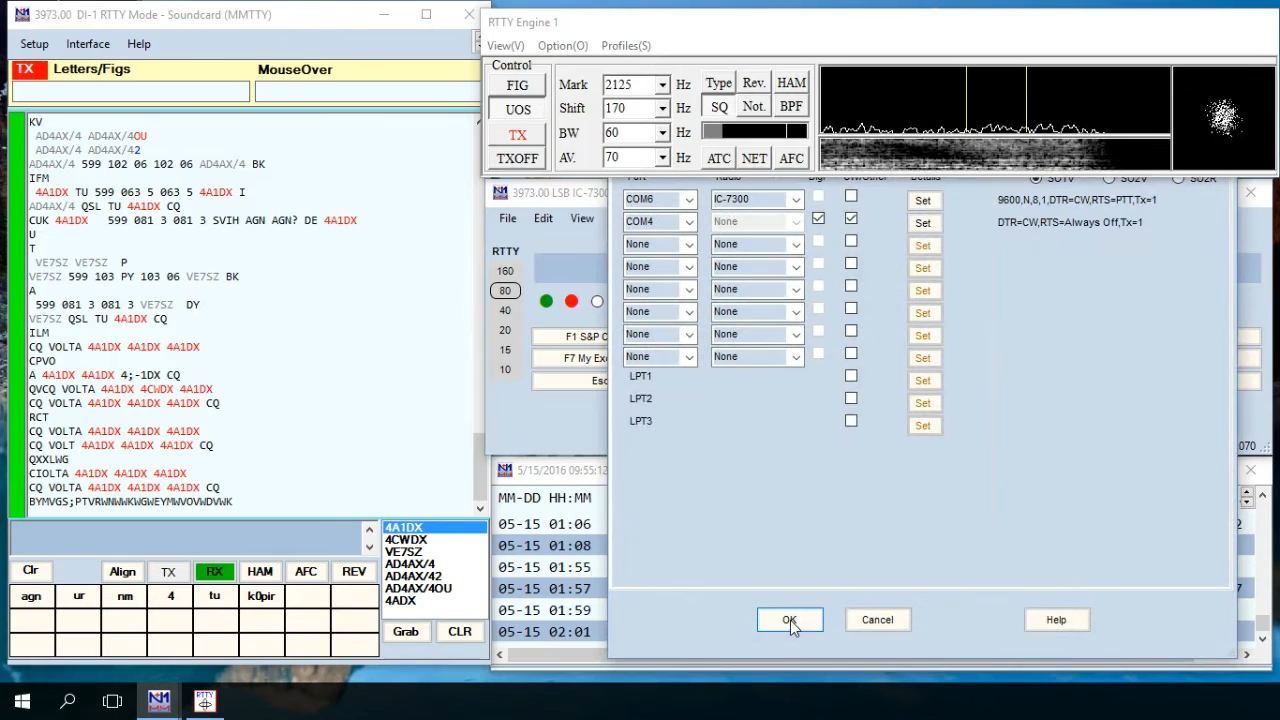 3973.00 DI-1 RTTY Mode - Soundcard (MMTTY)
Setup Interface Help
TX Letters/Figs MouseOver
KV
AD4AX/4 AD4AX/4OU
AD4AX/4 AD4AX/42
AD4AX/4 599 102 06 102 06 AD4AX/4 BK
IFM
4A1DX TU 599 063 5 063 5 4A1DX I
AD4AX/4 QSL TU 4A1DX CQ
CUK 4A1DX 599 081 3 081 3 SVIH AGN AGN? DE 4A1DX
U
T
VE7SZ VE7SZ P
VE7SZ 599 103 PY 103 06 VE7SZ BK
A
599 081 3 081 3 VE7SZ DY
VE7SZ QSL TU 4A1DX CQ
ILM
CQ VOLTA 4A1DX 4A1DX 4A1DX
CPVO
A 4A1DX 4A1DX 4;-1DX CQ
QVCQ VOLTA 4A1DX 4CWDX 4A1DX
CQ VOLTA 4A1DX 4A1DX 4A1DX CQ
RCT
CQ VOLTA 4A1DX 4A1DX 4A1DX
CQ VOLT 4A1DX 4A1DX 4A1DX CQ
QXXLWG
CIOLTA 4A1DX 4A1DX 4A1DX
CQ VOLTA 4A1DX 4A1DX 4A1DX CQ
BYMVGS;PTVRWNWWKWGWEYMWVOVWDVWK
4A1DX
4CWDX
VE7SZ
AD4AX/4
AD4AX/42
AD4AX/4OU
4ADX
Clr Align TX RX HAM AFC REV
agn ur nm 4 tu k0pir
Grab CLR
RTTY Engine 1
View(V) Option(O) Profiles(S)
Control
FIG Mark 2125 Hz Type Rev. HAM
UOS Shift 170 Hz SQ Not. BPF
TX BW 60 Hz
TXOFF AV. 70 Hz ATC NET AFC
3973.00 LSB IC-7300
File Edit View
RTTY
160
80
40
20
15
10
F1 S&P C
F7 My Exc
Esc
070
SO1V SO2V SO2R
COM6 IC-7300 Set 9600,N,8,1,DTR=CW,RTS=PTT,Tx=1
COM4 None Set DTR=CW,RTS=Always Off,Tx=1
None None Set
None None Set
None None Set
None None Set
None None Set
None None Set
LPT1 Set
LPT2 Set
LPT3 Set
OK Cancel Help
5/15/2016 09:55:12
MM-DD HH:MM
05-15 01:06
05-15 01:08
05-15 01:55
05-15 01:57
05-15 01:59
05-15 02:01
2
7
RTTY